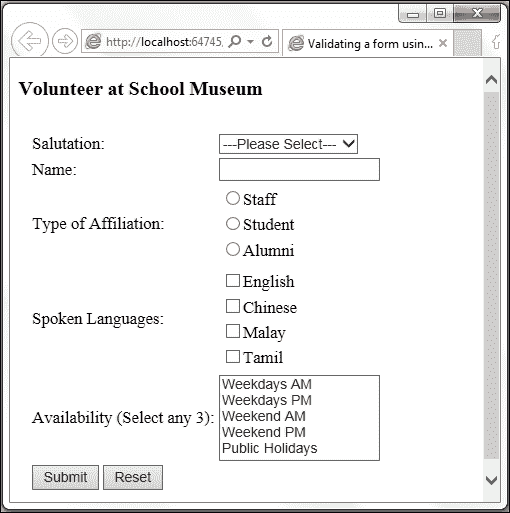 http://localhost:64745
Validating a form usin...
Volunteer at School Museum
Salutation:
---Please Select---
Name:
Type of Affiliation:
Staff
Student
Alumni
Spoken Languages:
English
Chinese
Malay
Tamil
Availability (Select any 3):
Weekdays AM
Weekdays PM
Weekend AM
Weekend PM
Public Holidays
Submit
Reset